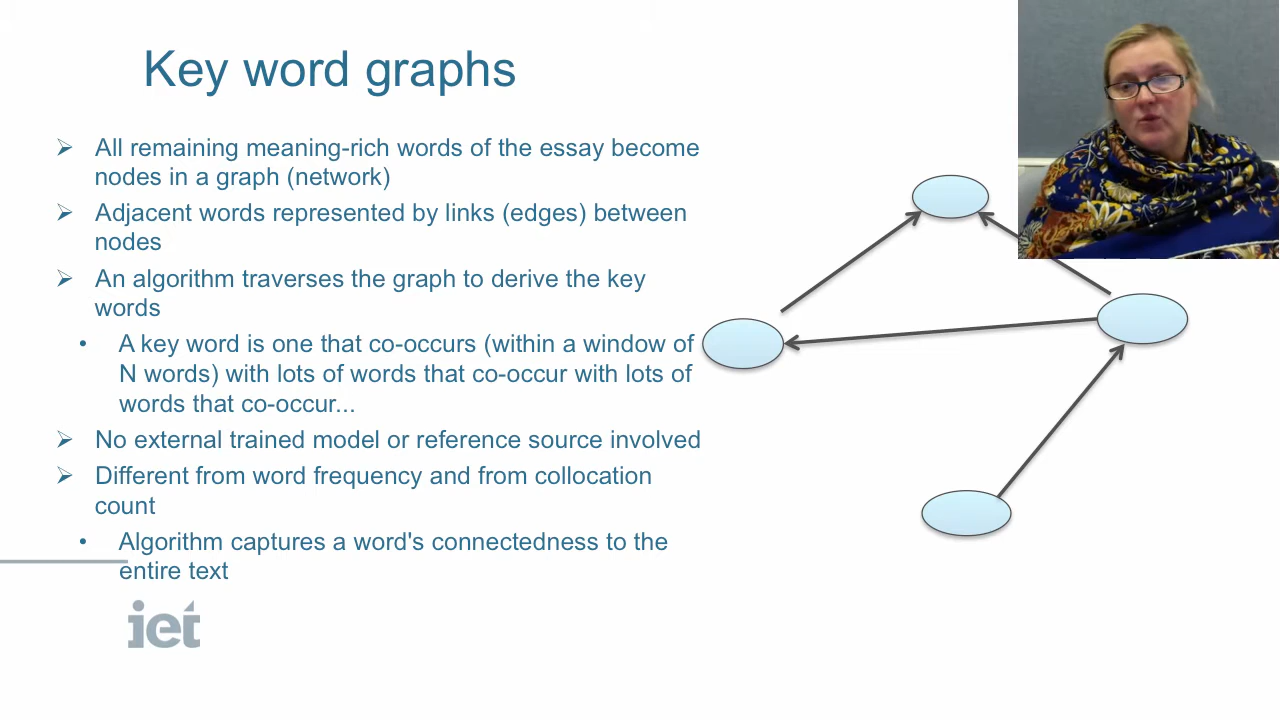 Key word graphs
All remaining meaning-rich words of the essay become
nodes in a graph (network)
Adjacent words represented by links (edges) between
nodes
An algorithm traverses the graph to derive the key
words
A key word is one that co-occurs (within a window of
N words) with lots of words that co-occur with lots of
words that co-occur...
No external trained model or reference source involved
Different from word frequency and from collocation
count
Algorithm captures a word's connectedness to the
entire text
iet